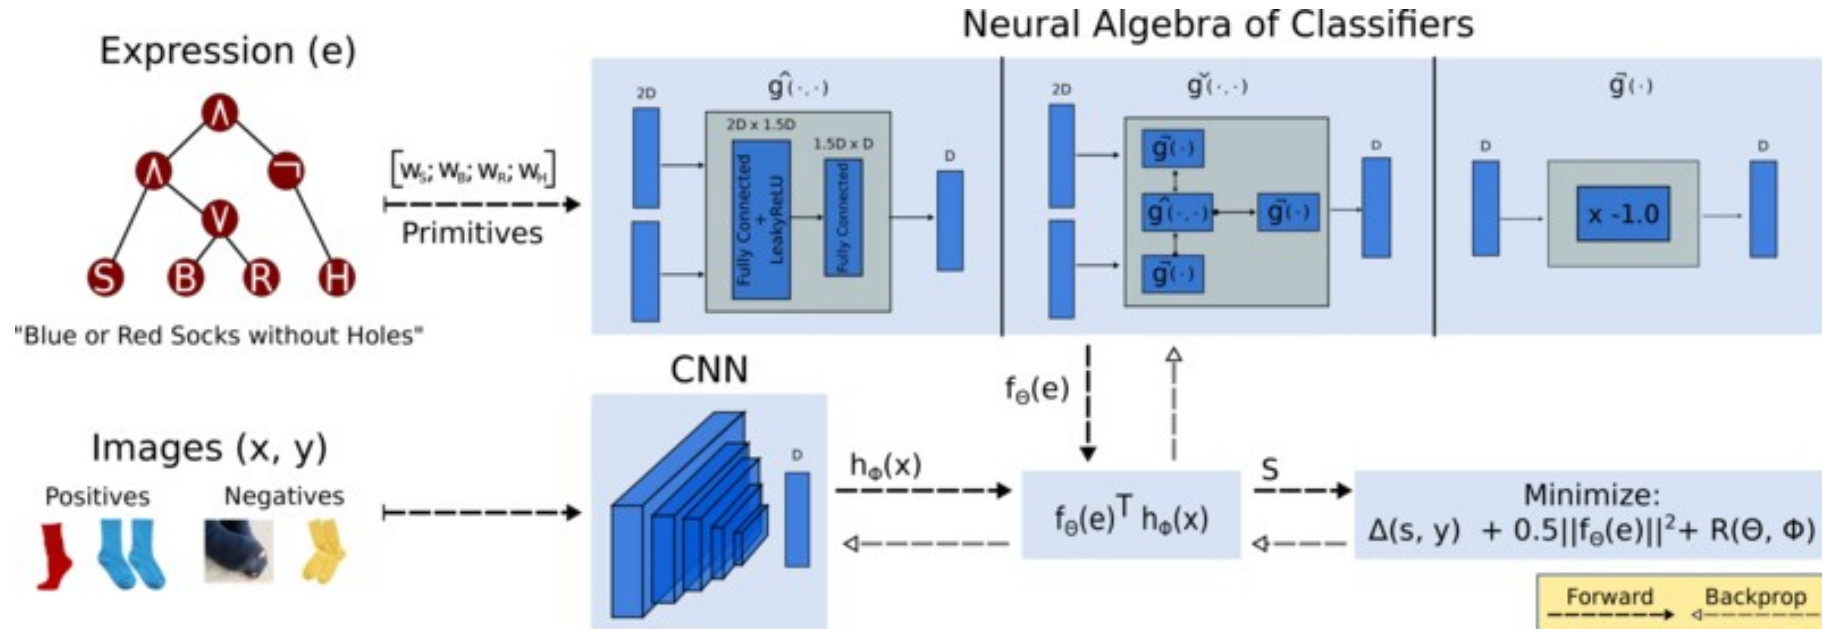 Neural Algebra of Classifiers
Expression (e)
∧
∧ ¬
∨
S B R H
"Blue or Red Socks without Holes"
[w_S; w_B; w_R; w_H]
Primitives
ĝ(·,·)
2D
2D x 1.5D
1.5D x D
D
Fully Connected
+
LeakyReLU
Fully Connected
ǧ(·,·)
2D
D
ḡ(·)
ĝ(·,·) ḡ(·)
ḡ(·)
ḡ(·)
D
D
x -1.0
f_Θ(e)
CNN
D
Images (x, y)
Positives Negatives
h_Φ(x)
f_Θ(e)^T h_Φ(x)
S
Minimize:
Δ(s, y) + 0.5||f_Θ(e)||² + R(Θ, Φ)
Forward Backprop